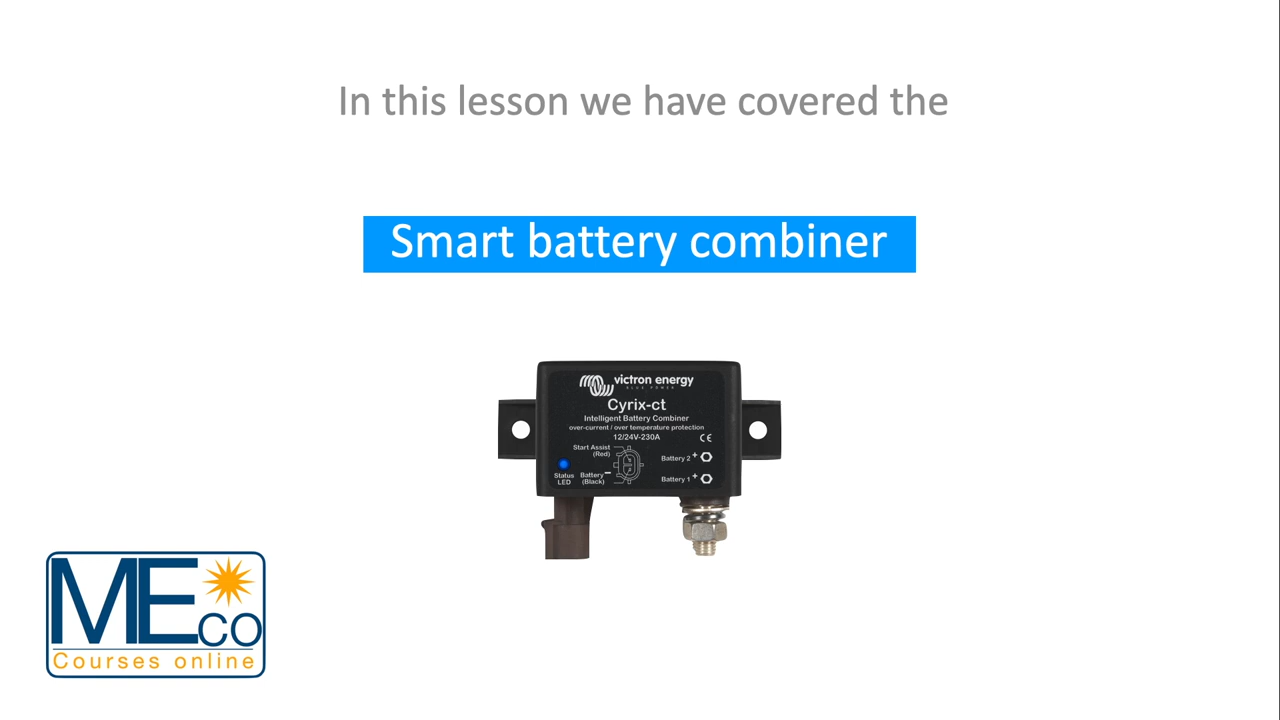 In this lesson we have covered the
Smart battery combiner
victron energy
BLUE POWER
Cyrix-ct
Intelligent Battery Combiner
over-current / over temperature protection
12/24V-230A
CE
Start Assist
(Red)
Battery 2 +
Status
LED
Battery −
(Black)
Battery 1 +
MEco
Courses online